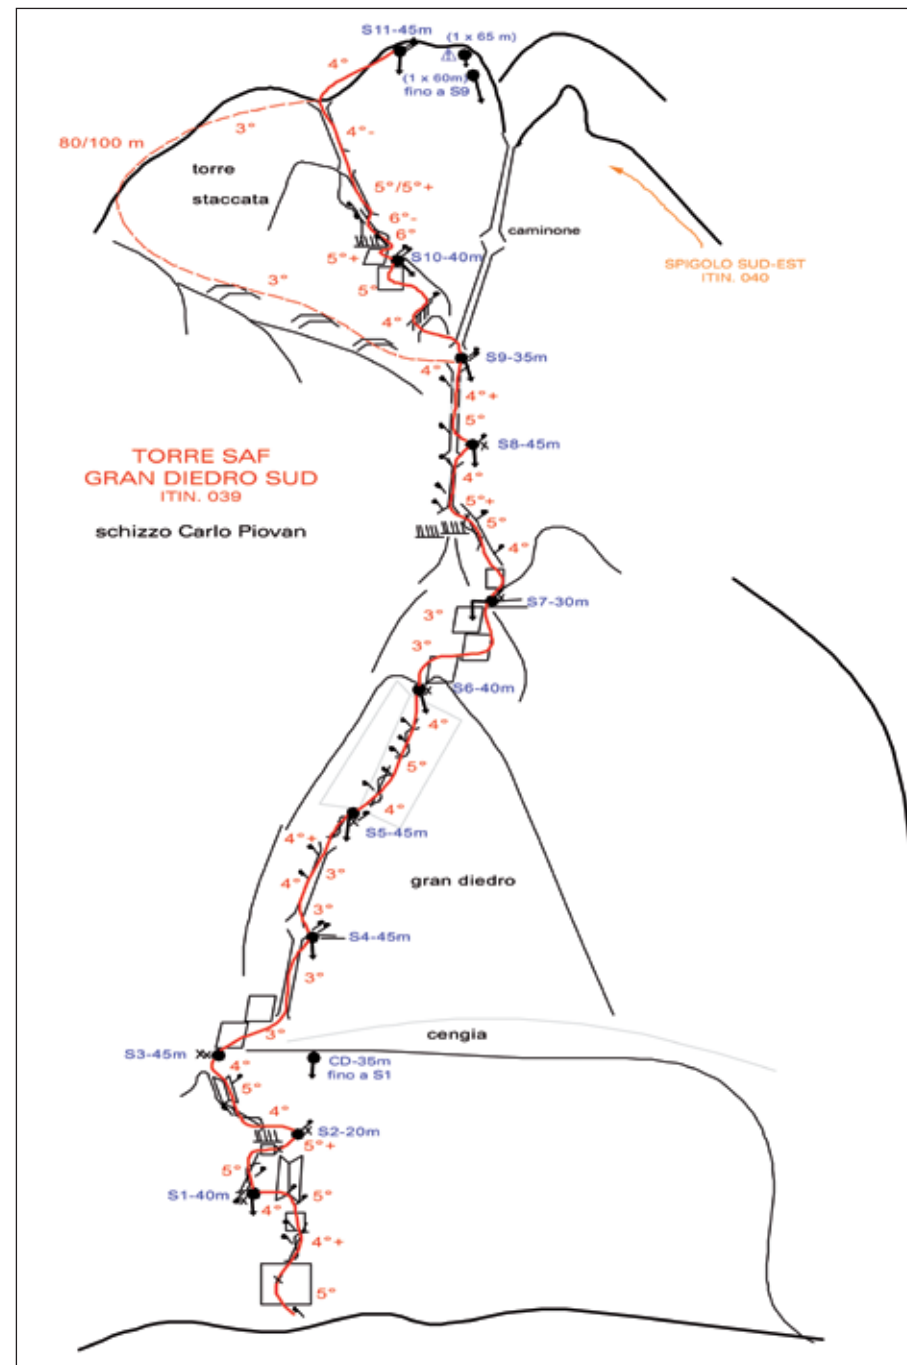 S11-45m
(1 x 65 m)
4°
(1 x 60m)
fino a S9
3°
4°-
80/100 m
torre
staccata
5°/5°+
6°-
6°
caminone
5°+
S10-40m
SPIGOLO SUD-EST
ITIN. 040
3°
5°
4°
S9-35m
4°
4°+
5°
S8-45m
TORRE SAF
GRAN DIEDRO SUD
ITIN. 039
schizzo Carlo Piovan
4°
5°+
5°
4°
S7-30m
3°
3°
S6-40m
4°
5°
4°
S5-45m
4°+
3°
4°
gran diedro
3°
S4-45m
3°
3°
cengia
S3-45m
CD-35m
fino a S1
4°
5°
4°
S2-20m
5°+
5°
S1-40m
4°
5°
4°+
5°